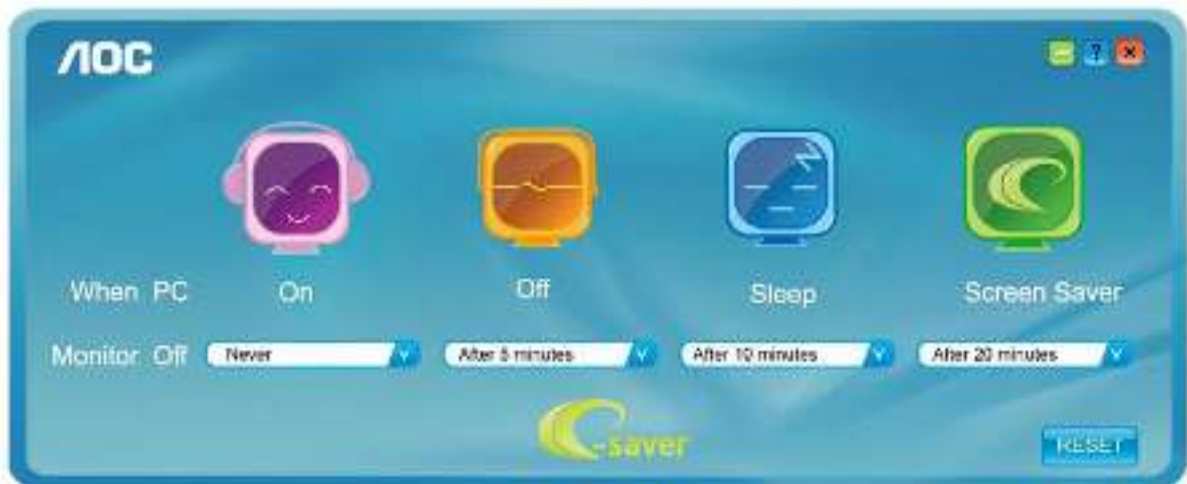 AOC
?
When PC On Off Sleep Screen Saver
Monitor Off Never After 5 minutes After 10 minutes After 20 minutes
e-saver
RESET